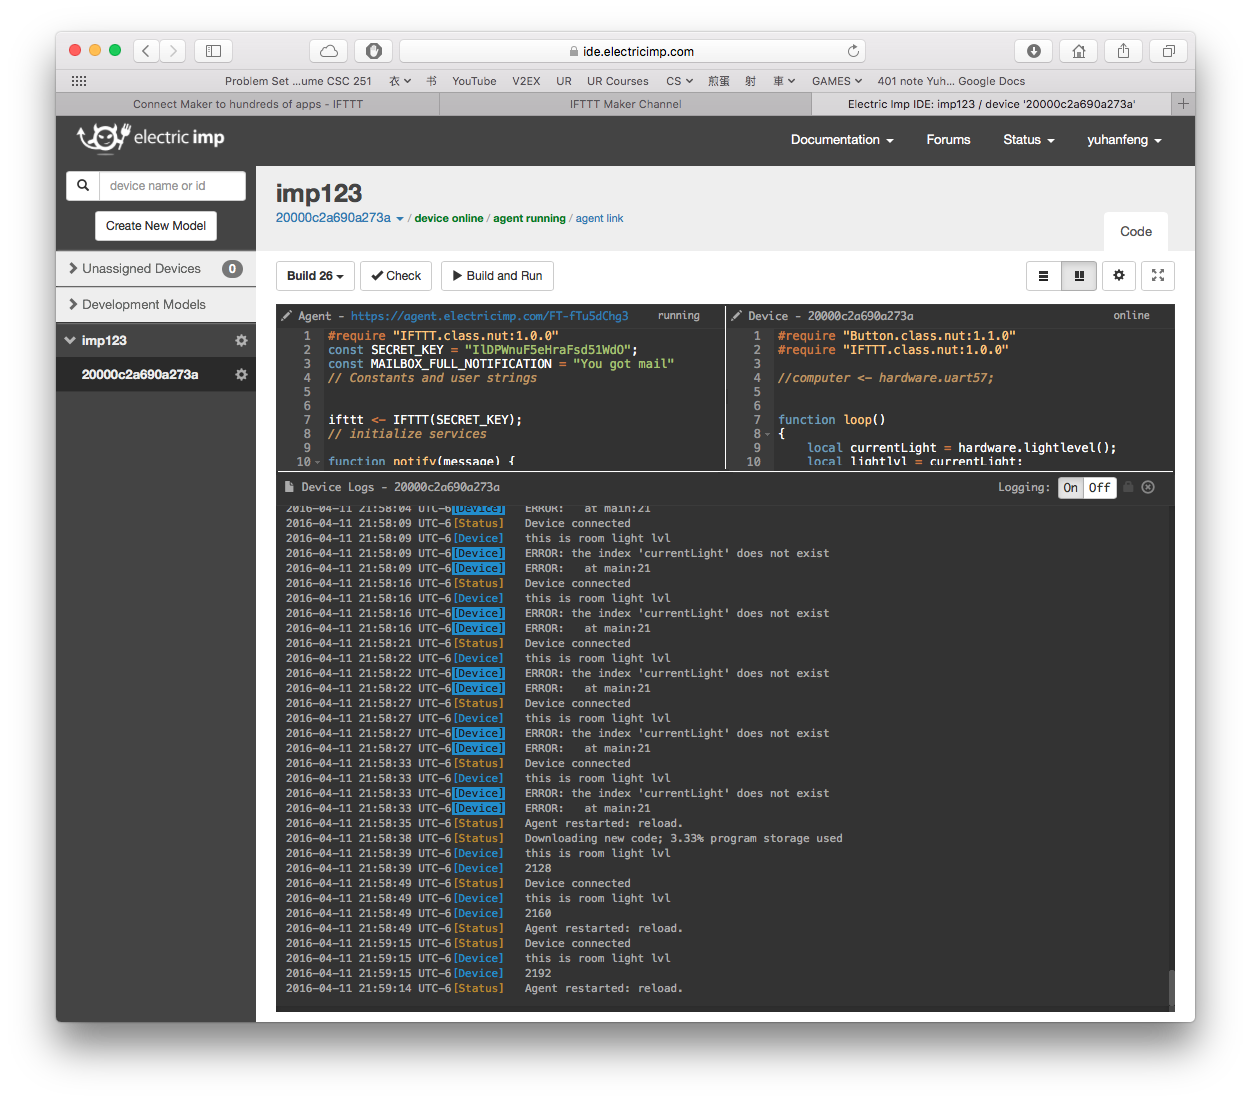 ide.electricimp.com
Problem Set ...ume CSC 251 衣 书 YouTube V2EX UR UR Courses CS 煎蛋 射 車 GAMES 401 note Yuh... Google Docs
Connect Maker to hundreds of apps - IFTTT
IFTTT Maker Channel
Electric Imp IDE: imp123 / device '20000c2a690a273a'
electric imp
Documentation Forums Status yuhanfeng
device name or id
Create New Model
Unassigned Devices 0
Development Models
imp123
20000c2a690a273a
imp123
20000c2a690a273a / device online / agent running / agent link
Code
Build 26 Check Build and Run
Agent - https://agent.electricimp.com/FT-fTu5dChg3 running
1 #require "IFTTT.class.nut:1.0.0"
2 const SECRET_KEY = "IlDPWnuF5eHraFsd51WdO";
3 const MAILBOX_FULL_NOTIFICATION = "You got mail"
4 // Constants and user strings
5
6
7 ifttt <- IFTTT(SECRET_KEY);
8 // initialize services
9
10 function notify(message) {
Device - 20000c2a690a273a online
1 #require "Button.class.nut:1.1.0"
2 #require "IFTTT.class.nut:1.0.0"
3
4 //computer <- hardware.uart57;
5
6
7 function loop()
8 {
9 local currentLight = hardware.lightlevel();
10 local lightlvl = currentLight;
Device Logs - 20000c2a690a273a Logging: On Off
2016-04-11 21:58:04 UTC-6 [Device] ERROR: at main:21
2016-04-11 21:58:09 UTC-6 [Status] Device connected
2016-04-11 21:58:09 UTC-6 [Device] this is room light lvl
2016-04-11 21:58:09 UTC-6 [Device] ERROR: the index 'currentLight' does not exist
2016-04-11 21:58:09 UTC-6 [Device] ERROR: at main:21
2016-04-11 21:58:16 UTC-6 [Status] Device connected
2016-04-11 21:58:16 UTC-6 [Device] this is room light lvl
2016-04-11 21:58:16 UTC-6 [Device] ERROR: the index 'currentLight' does not exist
2016-04-11 21:58:16 UTC-6 [Device] ERROR: at main:21
2016-04-11 21:58:21 UTC-6 [Status] Device connected
2016-04-11 21:58:22 UTC-6 [Device] this is room light lvl
2016-04-11 21:58:22 UTC-6 [Device] ERROR: the index 'currentLight' does not exist
2016-04-11 21:58:22 UTC-6 [Device] ERROR: at main:21
2016-04-11 21:58:27 UTC-6 [Status] Device connected
2016-04-11 21:58:27 UTC-6 [Device] this is room light lvl
2016-04-11 21:58:27 UTC-6 [Device] ERROR: the index 'currentLight' does not exist
2016-04-11 21:58:27 UTC-6 [Device] ERROR: at main:21
2016-04-11 21:58:33 UTC-6 [Status] Device connected
2016-04-11 21:58:33 UTC-6 [Device] this is room light lvl
2016-04-11 21:58:33 UTC-6 [Device] ERROR: the index 'currentLight' does not exist
2016-04-11 21:58:33 UTC-6 [Device] ERROR: at main:21
2016-04-11 21:58:35 UTC-6 [Status] Agent restarted: reload.
2016-04-11 21:58:38 UTC-6 [Status] Downloading new code; 3.33% program storage used
2016-04-11 21:58:39 UTC-6 [Device] this is room light lvl
2016-04-11 21:58:39 UTC-6 [Device] 2128
2016-04-11 21:58:49 UTC-6 [Status] Device connected
2016-04-11 21:58:49 UTC-6 [Device] this is room light lvl
2016-04-11 21:58:49 UTC-6 [Device] 2160
2016-04-11 21:58:49 UTC-6 [Status] Agent restarted: reload.
2016-04-11 21:59:15 UTC-6 [Status] Device connected
2016-04-11 21:59:15 UTC-6 [Device] this is room light lvl
2016-04-11 21:59:15 UTC-6 [Device] 2192
2016-04-11 21:59:14 UTC-6 [Status] Agent restarted: reload.